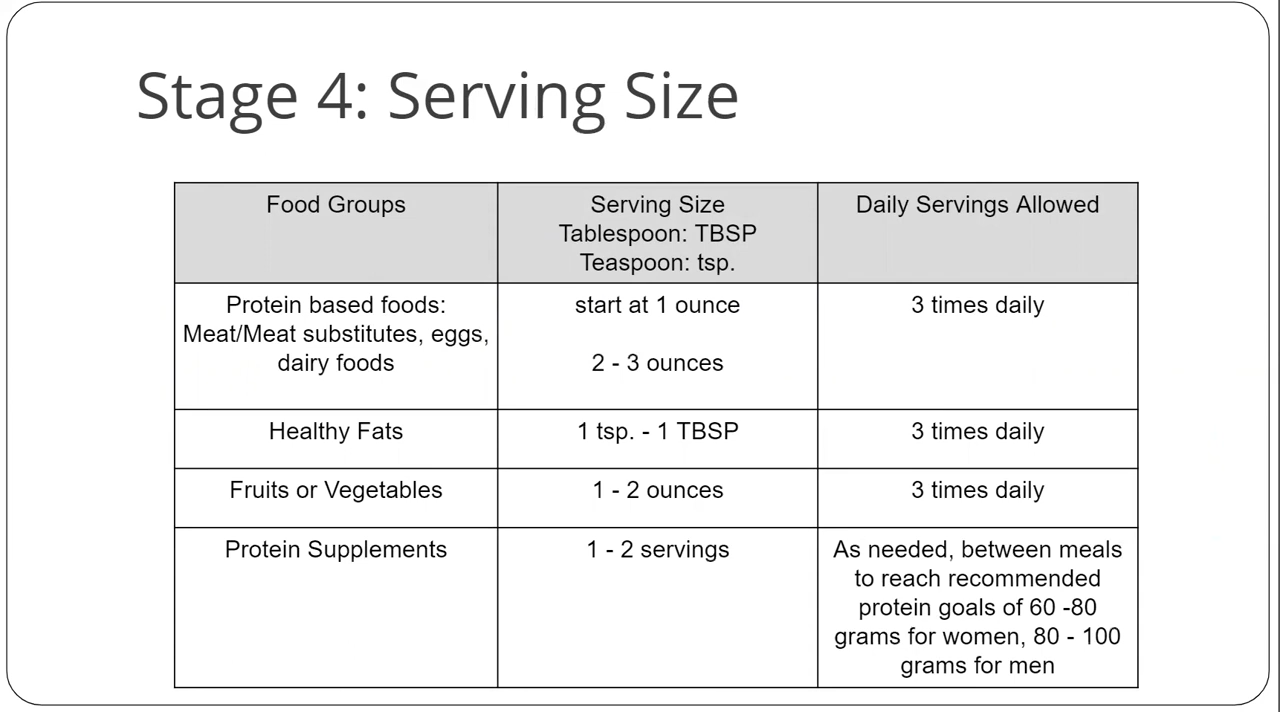 Stage 4: Serving Size
Food Groups
Serving Size
Tablespoon: TBSP
Teaspoon: tsp.
Daily Servings Allowed
Protein based foods:
Meat/Meat substitutes, eggs,
dairy foods
start at 1 ounce
2 - 3 ounces
3 times daily
Healthy Fats
1 tsp. - 1 TBSP
3 times daily
Fruits or Vegetables
1 - 2 ounces
3 times daily
Protein Supplements
1 - 2 servings
As needed, between meals
to reach recommended
protein goals of 60 -80
grams for women, 80 - 100
grams for men